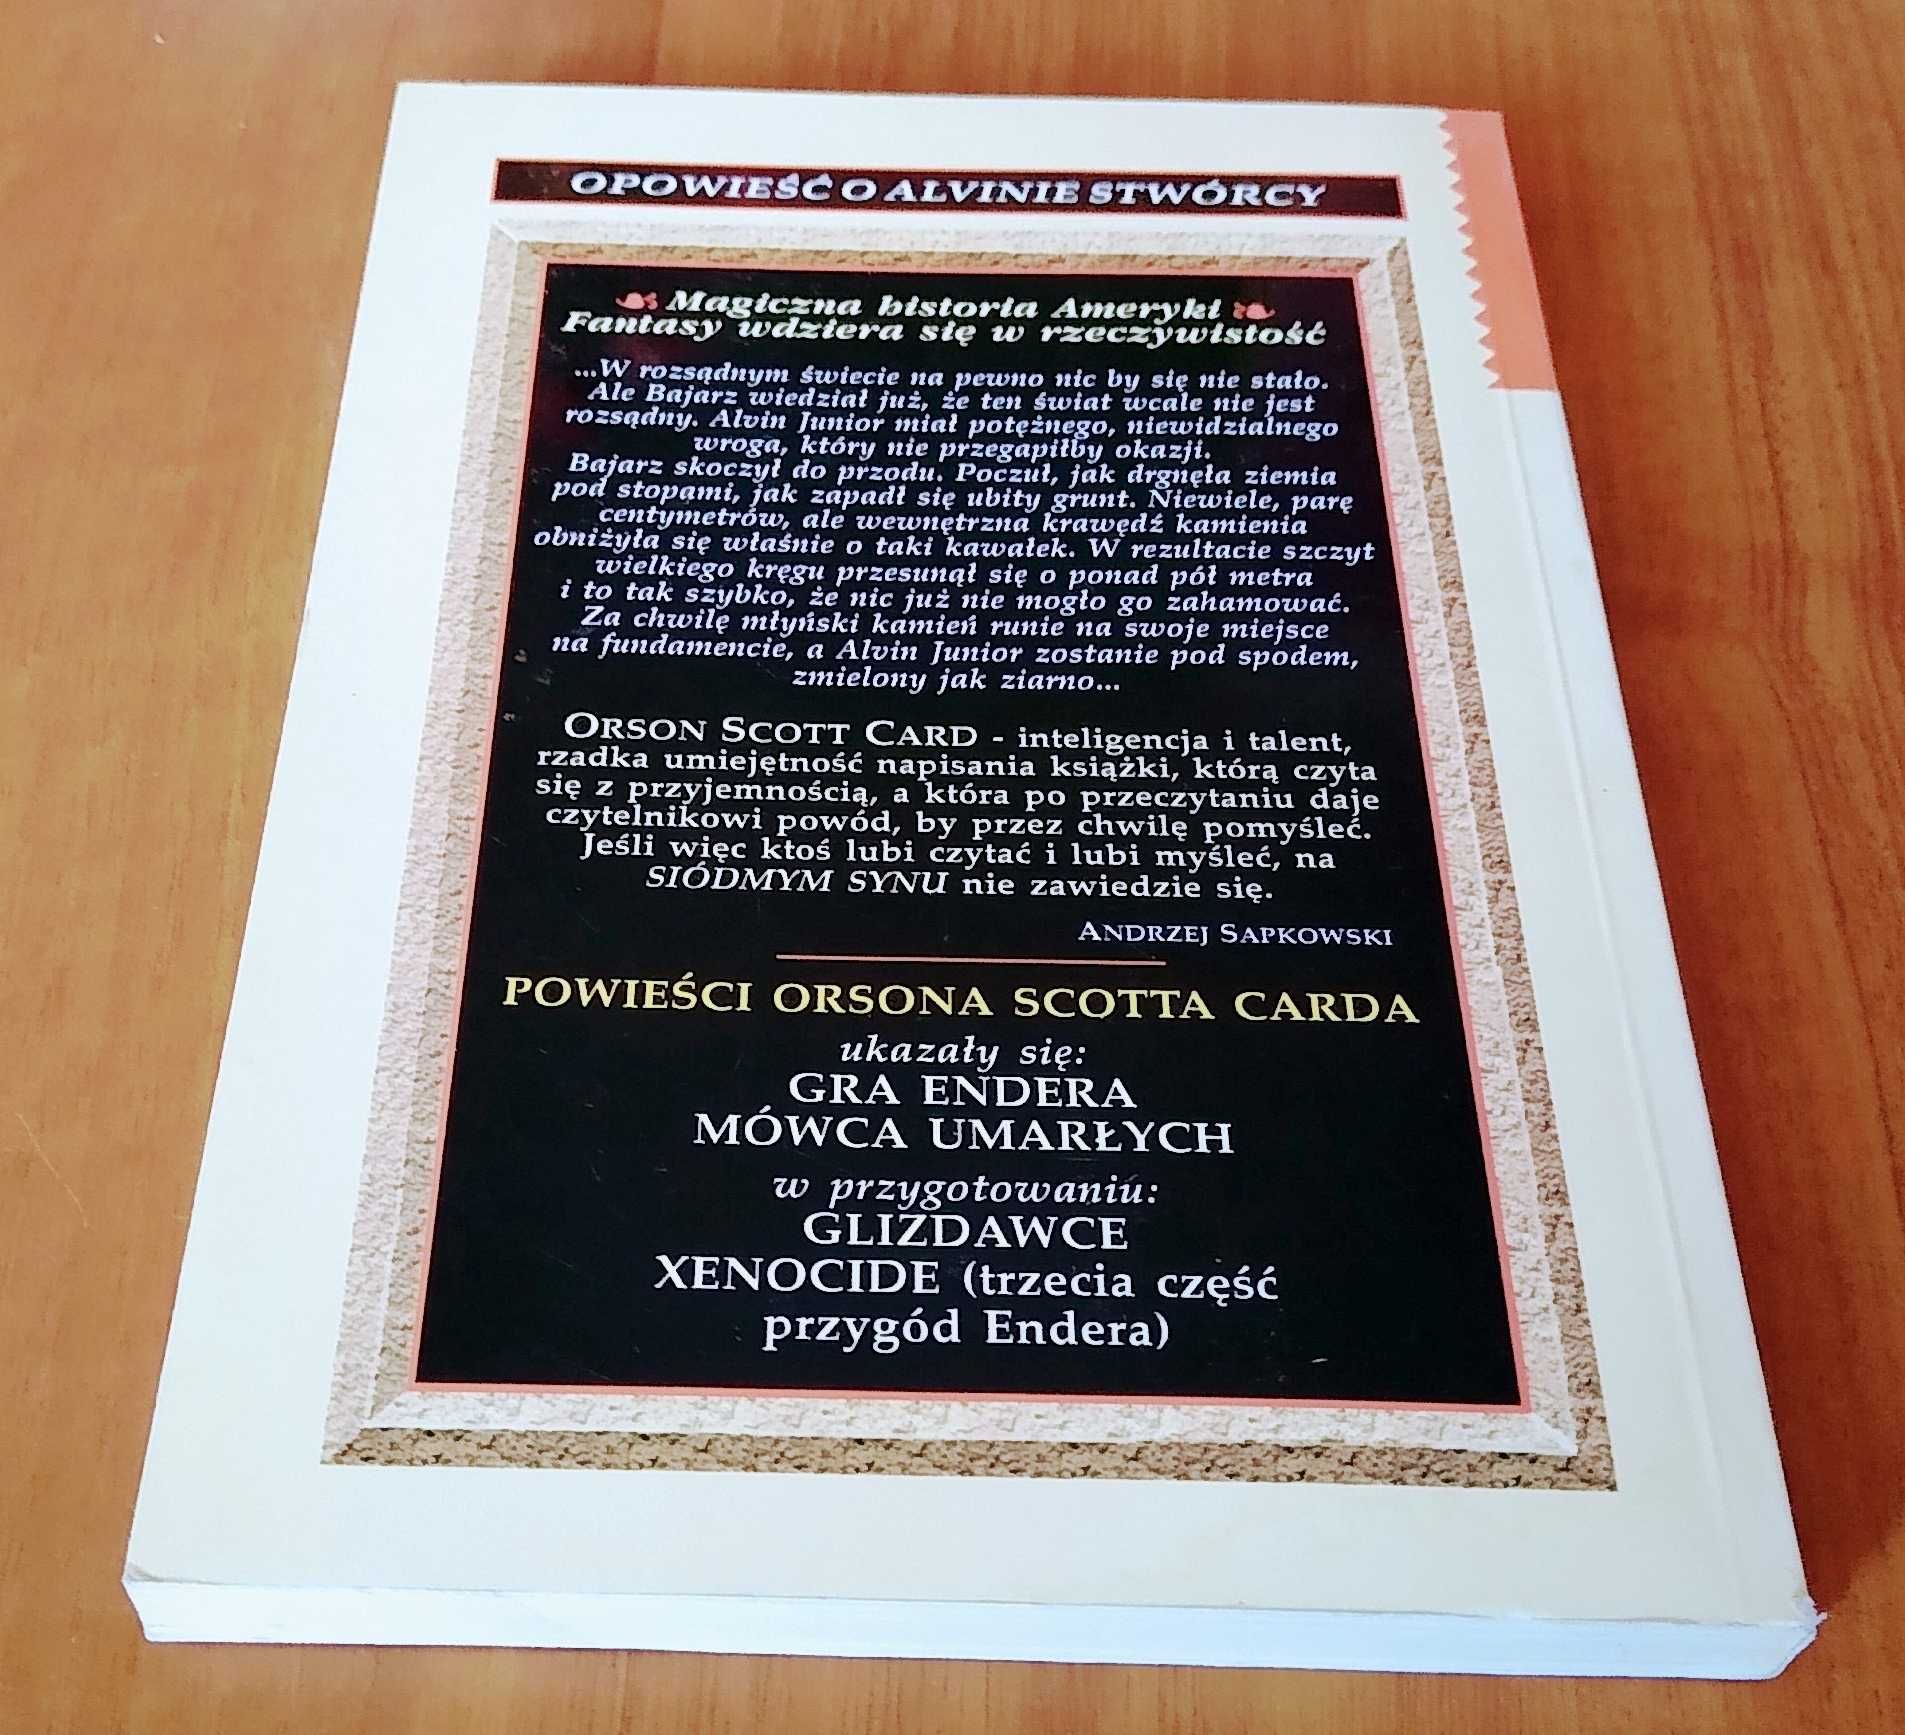 OPOWIEŚĆ O ALVINIE STWÓRCY
Magiczna historia Ameryki
Fantasy wdziera się w rzeczywistość
...W rozsądnym świecie na pewno nic by się nie stało.
Ale Bajarz wiedział już, że ten świat wcale nie jest
rozsądny. Alvin Junior miał potężnego, niewidzialnego
wroga, który nie przegapiłby okazji.
Bajarz skoczył do przodu. Poczuł, jak drgnęła ziemia
pod stopami, jak zapadł się ubity grunt. Niewiele, parę
centymetrów, ale wewnętrzna krawędź kamienia
obniżyła się właśnie o taki kawałek. W rezultacie szczyt
wielkiego kręgu przesunął się o ponad pół metra
i to tak szybko, że nic już nie mogło go zahamować.
Za chwilę młyński kamień runie na swoje miejsce
na fundamencie, a Alvin Junior zostanie pod spodem,
zmielony jak ziarno...
ORSON SCOTT CARD - inteligencja i talent,
rzadka umiejętność napisania książki, którą czyta
się z przyjemnością, a która po przeczytaniu daje
czytelnikowi powód, by przez chwilę pomyśleć.
Jeśli więc ktoś lubi czytać i lubi myśleć, na
SIÓDMYM SYNU nie zawiedzie się.
ANDRZEJ SAPKOWSKI
POWIEŚCI ORSONA SCOTTA CARDA
ukazały się:
GRA ENDERA
MÓWCA UMARŁYCH
w przygotowaniu:
GLIZDAWCE
XENOCIDE (trzecia część
przygód Endera)